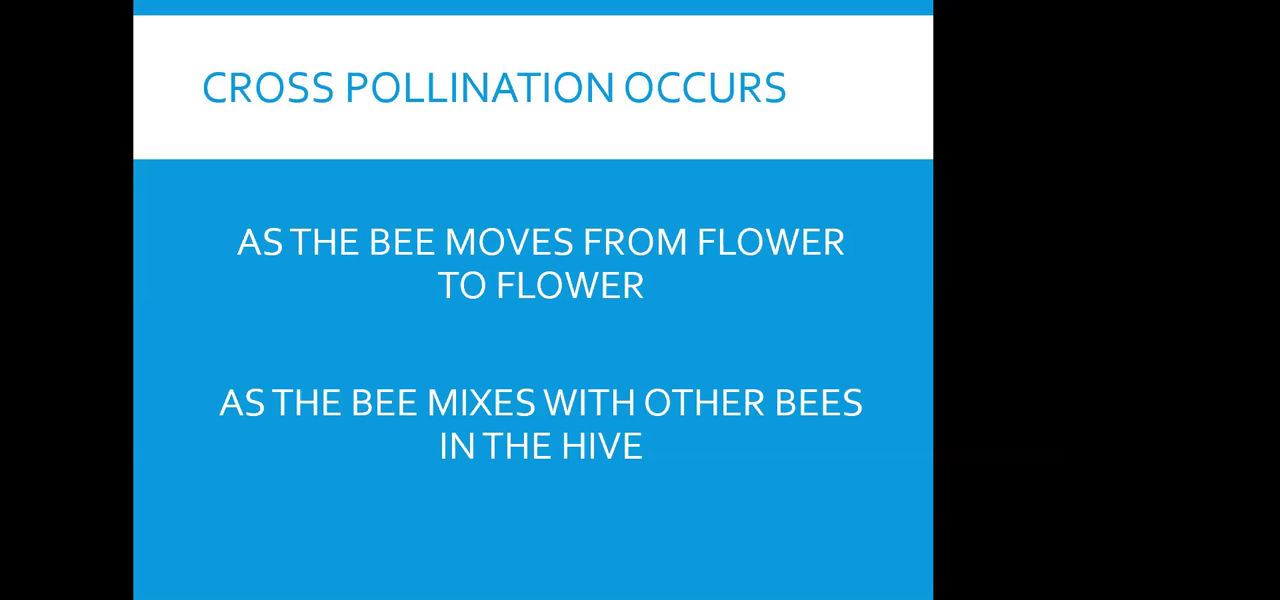 CROSS POLLINATION OCCURS
AS THE BEE MOVES FROM FLOWER
TO FLOWER
AS THE BEE MIXES WITH OTHER BEES
IN THE HIVE